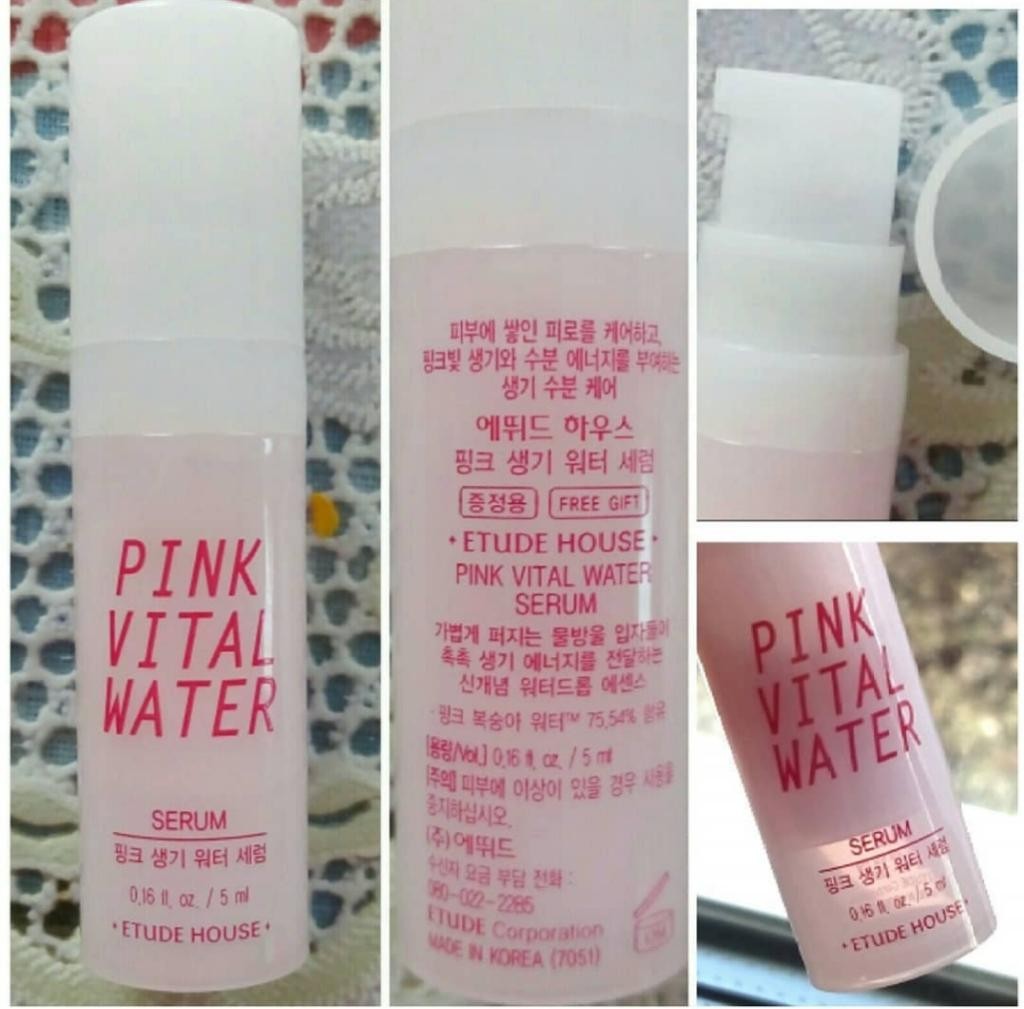 PINK
VITAL
WATER
SERUM
핑크 생기 워터 세럼
0.16 fl. oz. / 5 ml
• ETUDE HOUSE •
피부에 쌓인 피로를 케어하고,
핑크빛 생기와 수분 에너지를 부여하는
생기 수분 케어
에뛰드 하우스
핑크 생기 워터 세럼
증정용 FREE GIFT
• ETUDE HOUSE •
PINK VITAL WATER
SERUM
가볍게 퍼지는 물방울 입자들이
촉촉 생기 에너지를 전달하는
신개념 워터드롭 에센스
- 핑크 복숭아 워터™ 75.54% 함유
[용량/Vol.] 0.16 fl. oz. / 5 ml
[주의] 피부에 이상이 있을 경우 사용을
중지하십시오.
(주)에뛰드
수신자 요금 부담 전화 :
080-022-2285
ETUDE Corporation
MADE IN KOREA (7051)
PINK
VITAL
WATER
SERUM
핑크 생기 워터 세럼
0.16 fl. oz. / 5 ml
• ETUDE HOUSE •